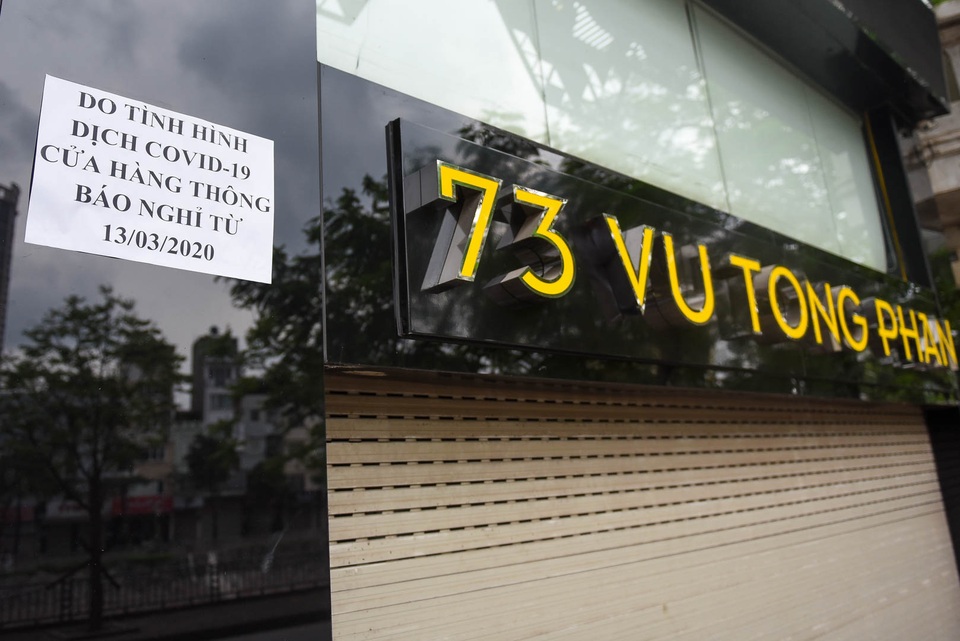 DO TÌNH HÌNH
DỊCH COVID-19
CỬA HÀNG THÔNG
BÁO NGHỈ TỪ
13/03/2020
73 VU TONG PHAN